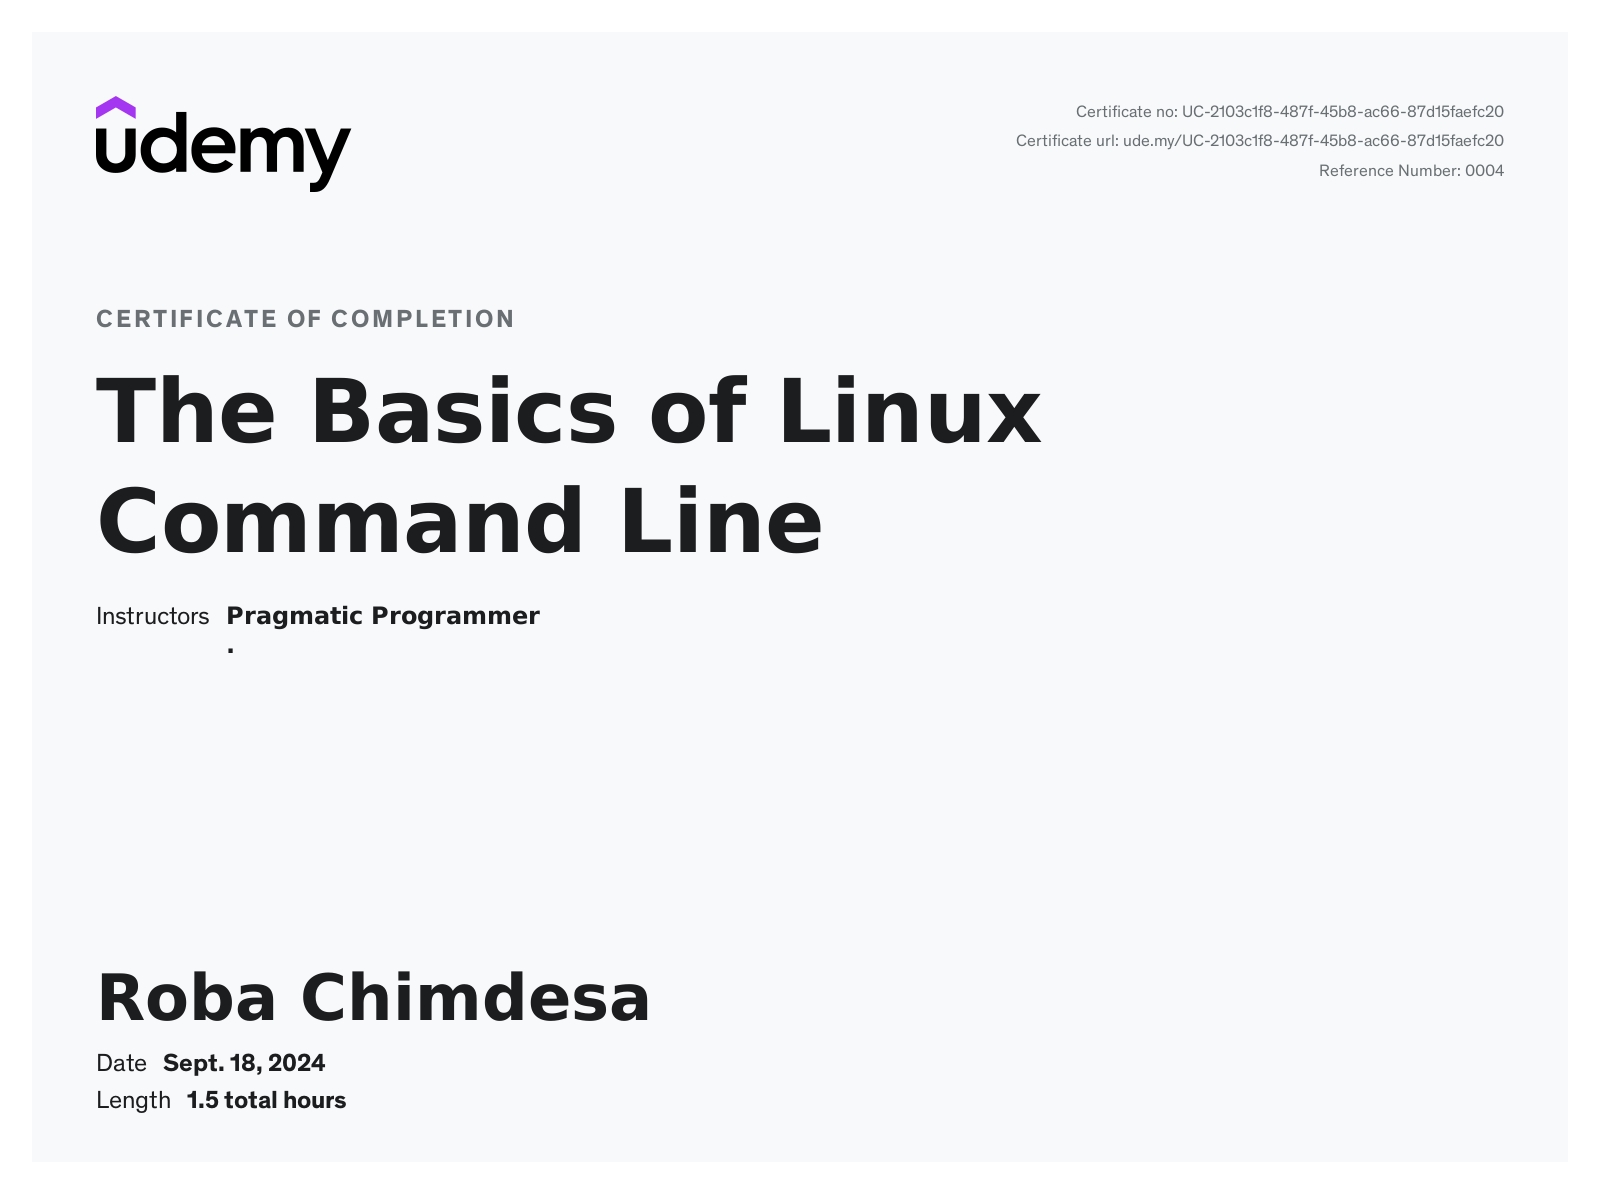 udemy
Certificate no: UC-2103c1f8-487f-45b8-ac66-87d15faefc20
Certificate url: ude.my/UC-2103c1f8-487f-45b8-ac66-87d15faefc20
Reference Number: 0004
CERTIFICATE OF COMPLETION
The Basics of Linux
Command Line
Instructors Pragmatic Programmer
.
Roba Chimdesa
Date Sept. 18, 2024
Length 1.5 total hours